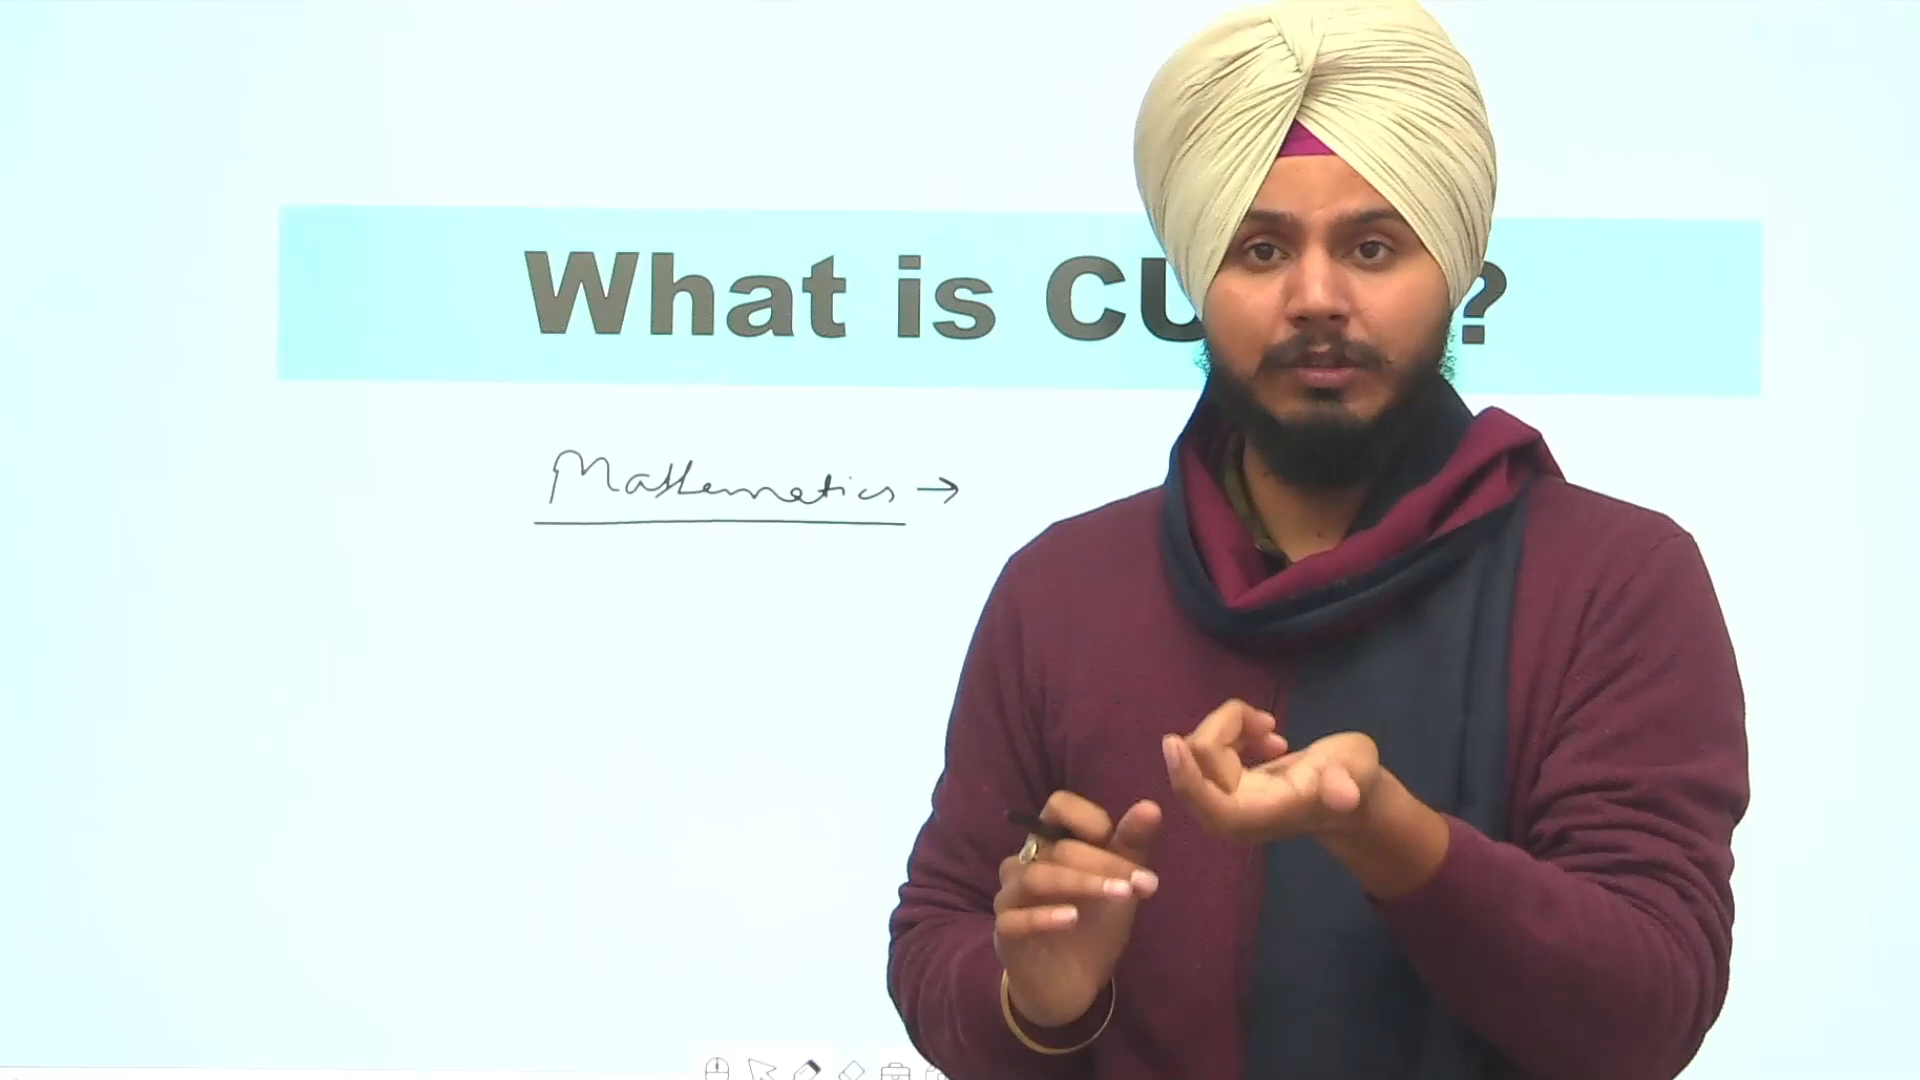 What is CU ?
Mathematics →